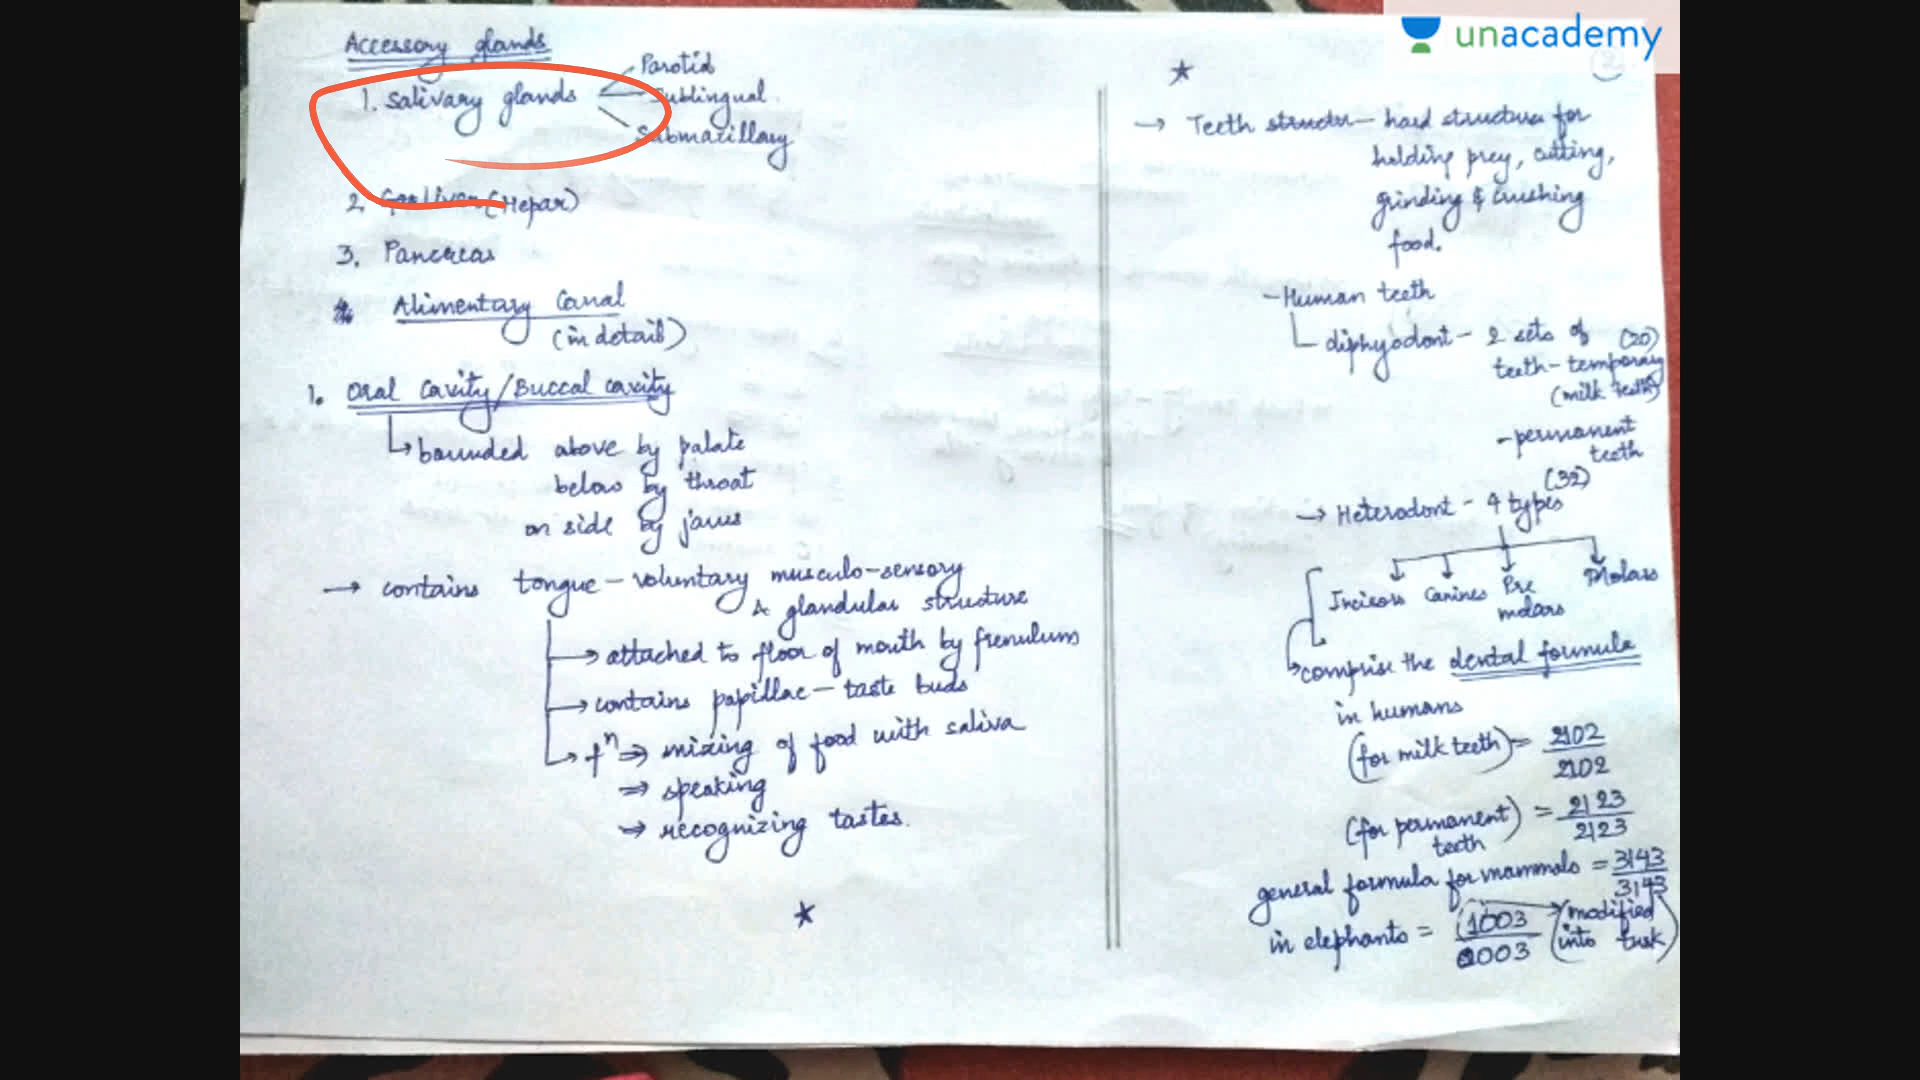 unacademy
Accessory glands
1. Salivary glands
Parotid
Sublingual
Submaxillary
2. (Hepar)
3. Pancreas
Alimentary Canal
(in detail)
1. Oral Cavity/Buccal cavity
bounded above by palate
below by throat
on side by jaws
→ contains tongue - voluntary musculo-sensory
& glandular structure
→ attached to floor of mouth by frenulum
→ contains papillae - taste buds
→ fⁿ ⇒ mixing of food with saliva
⇒ speaking
⇒ recognizing tastes.
★
2.
★
→ Teeth - hard structure for
holding prey, cutting,
grinding & crushing
food.
- Human teeth
diphyodont - 2 sets of (20)
teeth - temporary
(milk teeth)
- permanent
teeth
(32)
→ Heterodont - 4 types
Incisors Canines Pre Molars
molars
comprise the dental formula
in humans
(for milk teeth) = 2102
2102
(for permanent) = 2123
teeth 2123
general formula for mammals = 3143
3143
in elephants = 1003 (modified
0003 into tusk)